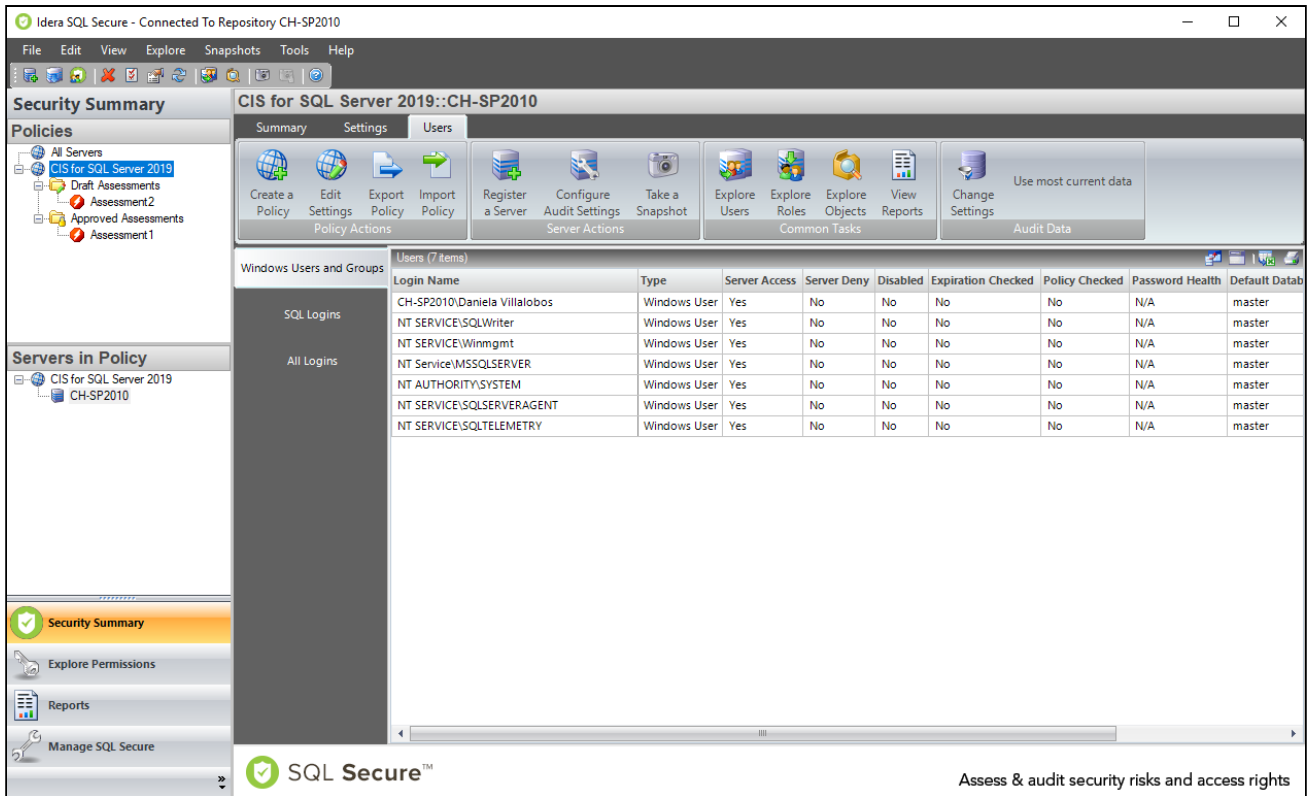 Idera SQL Secure - Connected To Repository CH-SP2010
File Edit View Explore Snapshots Tools Help
Security Summary
CIS for SQL Server 2019::CH-SP2010
Policies
Summary Settings Users
All Servers
CIS for SQL Server 2019
Draft Assessments
Assessment2
Approved Assessments
Assessment1
Create a Policy
Edit Settings
Export Policy
Import Policy
Policy Actions
Register a Server
Configure Audit Settings
Take a Snapshot
Server Actions
Explore Users
Explore Roles
Explore Objects
View Reports
Common Tasks
Change Settings
Use most current data
Audit Data
Windows Users and Groups
SQL Logins
All Logins
Users (7 items)
Login Name Type Server Access Server Deny Disabled Expiration Checked Policy Checked Password Health Default Datab
CH-SP2010\Daniela Villalobos Windows User Yes No No No No N/A master
NT SERVICE\SQLWriter Windows User Yes No No No No N/A master
NT SERVICE\Winmgmt Windows User Yes No No No No N/A master
NT Service\MSSQLSERVER Windows User Yes No No No No N/A master
NT AUTHORITY\SYSTEM Windows User Yes No No No No N/A master
NT SERVICE\SQLSERVERAGENT Windows User Yes No No No No N/A master
NT SERVICE\SQLTELEMETRY Windows User Yes No No No No N/A master
Servers in Policy
CIS for SQL Server 2019
CH-SP2010
Security Summary
Explore Permissions
Reports
Manage SQL Secure
SQL Secure™
Assess & audit security risks and access rights